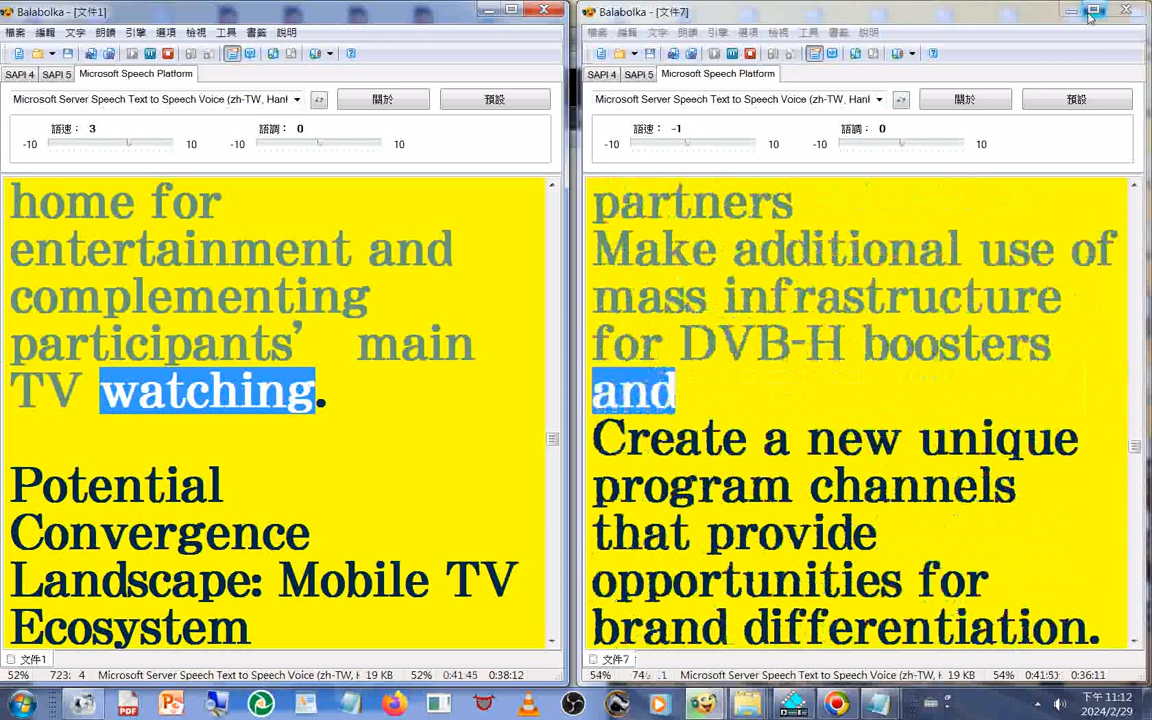 Balabolka - [文件1]
檔案 編輯 文字 朗讀 引擎 選項 檢視 工具 書籤 說明
SAPI 4 SAPI 5 Microsoft Speech Platform
Microsoft Server Speech Text to Speech Voice (zh-TW, Hanl
關於 預設
語速： 3 語調： 0
-10 10 -10 10
home for
entertainment and
complementing
participants’ main
TV watching.
Potential
Convergence
Landscape: Mobile TV
Ecosystem
文件1
52% 723: 4 Microsoft Server Speech Text to Speech Voice (zh-TW, 19 KB 52% 0:41:45 0:38:12
Balabolka - [文件7]
檔案 編輯 文字 朗讀 引擎 選項 檢視 工具 書籤 說明
SAPI 4 SAPI 5 Microsoft Speech Platform
Microsoft Server Speech Text to Speech Voice (zh-TW, Hanl
關於 預設
語速： -1 語調： 0
-10 10 -10 10
partners
Make additional use of
mass infrastructure
for DVB-H boosters
and
Create a new unique
program channels
that provide
opportunities for
brand differentiation.
文件7
54% Microsoft Server Speech Text to Speech Voice (zh-TW, 19 KB 54% 0:41:51 0:36:11
下午 11:12
2024/2/29